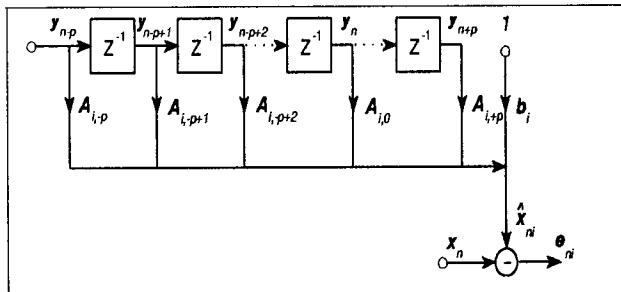 y_{n-p} y_{n-p+1} y_{n-p+2} y_n y_{n+p} 1
Z^{-1} Z^{-1} Z^{-1} Z^{-1}
A_{i,-p} A_{i,-p+1} A_{i,-p+2} A_{i,0} A_{i,+p} b_i
x̂_{ni}
x_n - e_{ni}